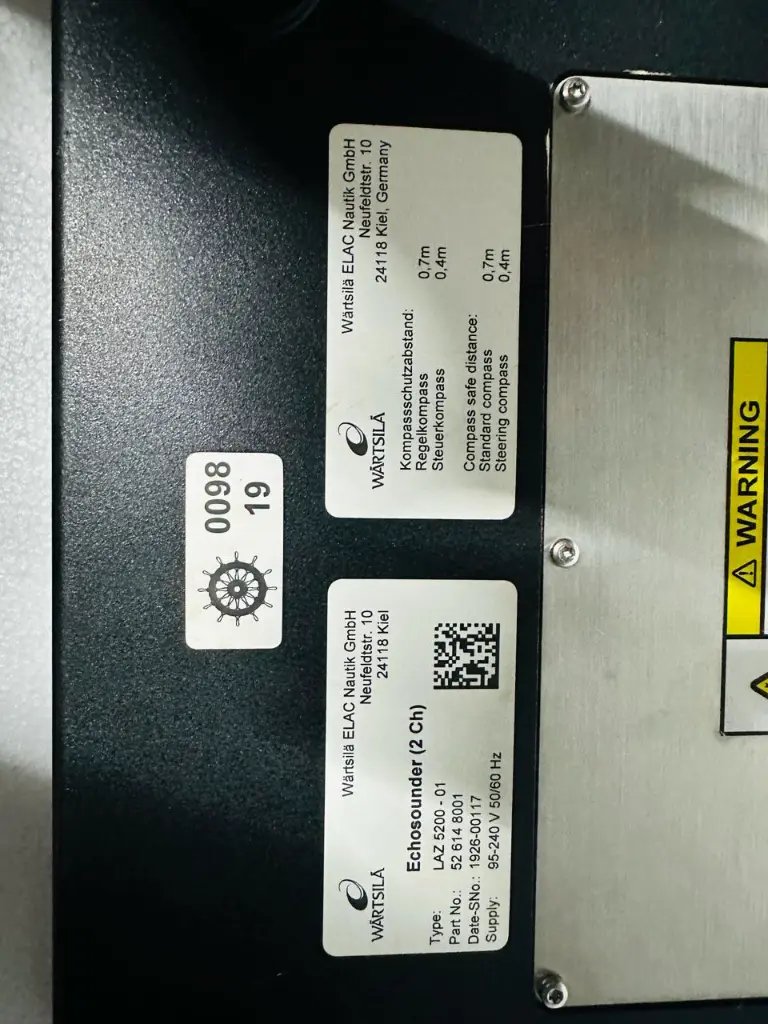 0098
19
WÄRTSILÄ
Wärtsilä ELAC Nautik GmbH
Neufeldtstr. 10
24118 Kiel
Echosounder (2 Ch)
Type: LAZ 5200 - 01
Part No.: 52 614 8001
Date-SNo.: 1926-00117
Supply: 95-240 V 50/60 Hz
WÄRTSILÄ
Wärtsilä ELAC Nautik GmbH
Neufeldtstr. 10
24118 Kiel, Germany
Kompassschutzabstand:
Regelkompass 0,7m
Steuerkompass 0,4m
Compass safe distance:
Standard compass 0,7m
Steering compass 0,4m
WARNING